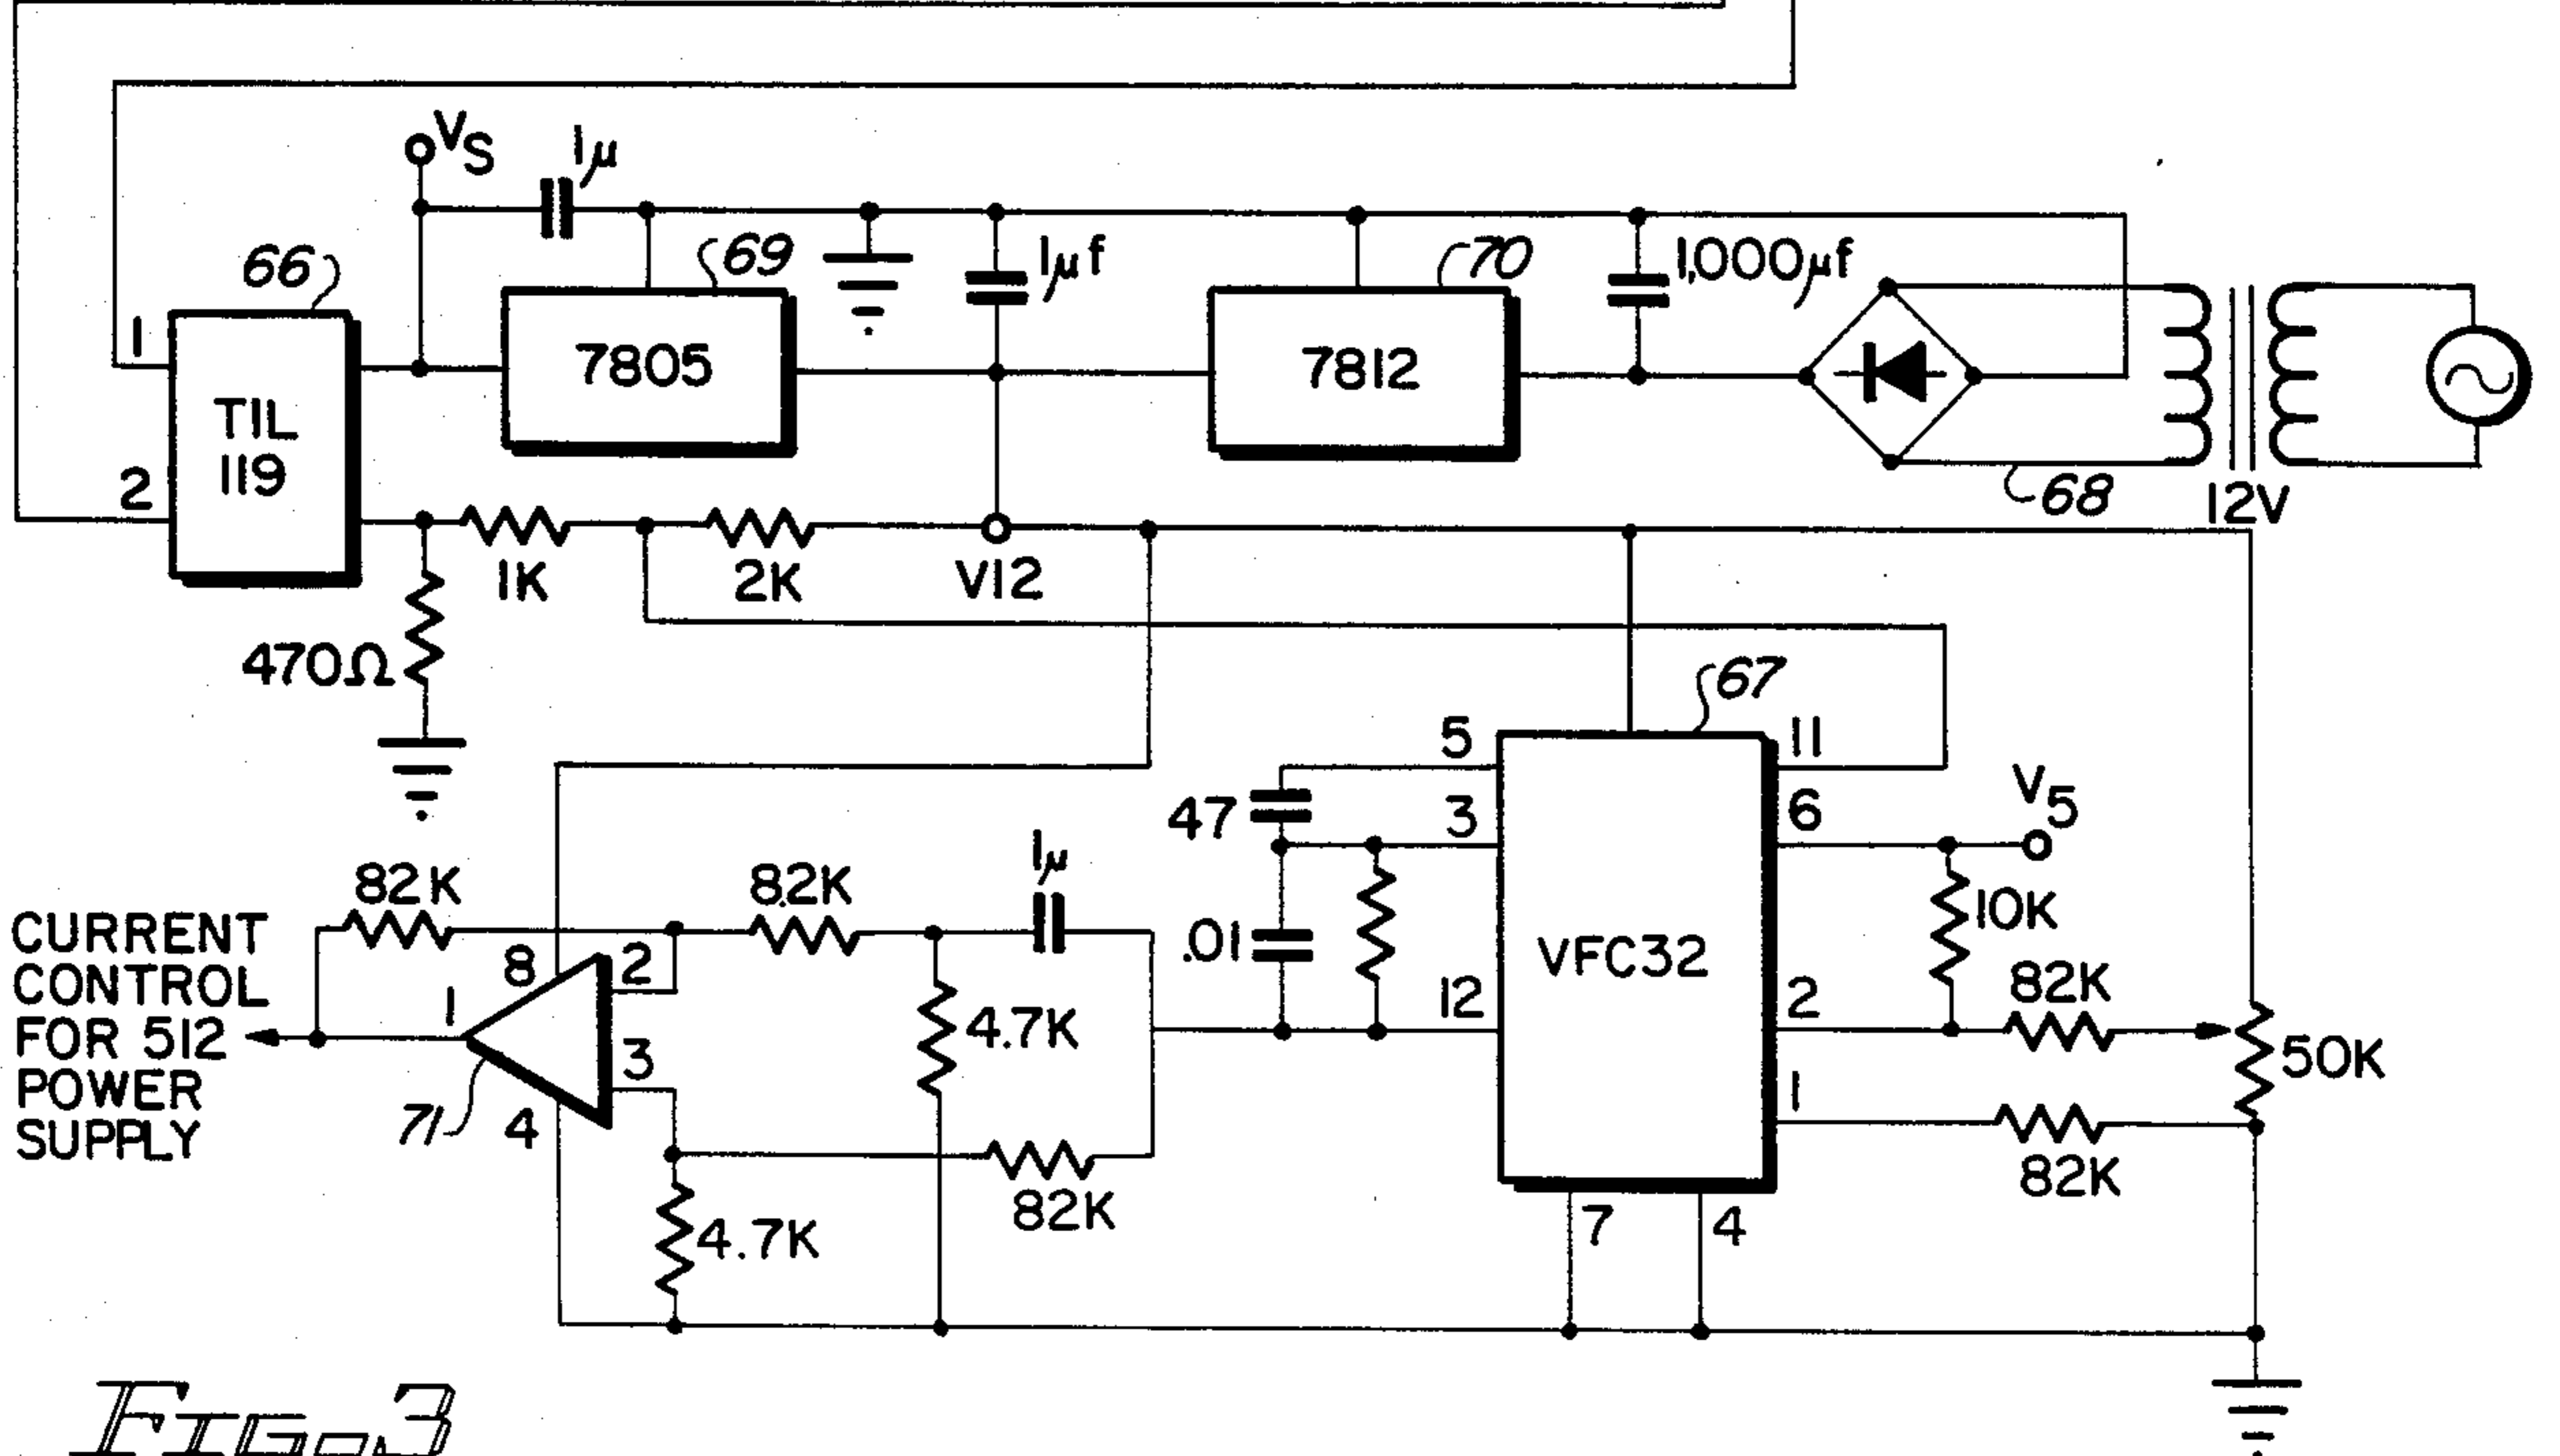 VS
1μ
66
69
1μf
70
1,000μf
1
7805
7812
TIL
119
2
68
12V
1K
2K
V12
470Ω
67
5
11
V5
47
3
6
82K
8.2K
1μ
10K
CURRENT
CONTROL
FOR 512
POWER
SUPPLY
8
2
.01
VFC32
1
4.7K
12
2
82K
3
50K
71
4
1
82K
82K
4.7K
7
4
FIG. 3